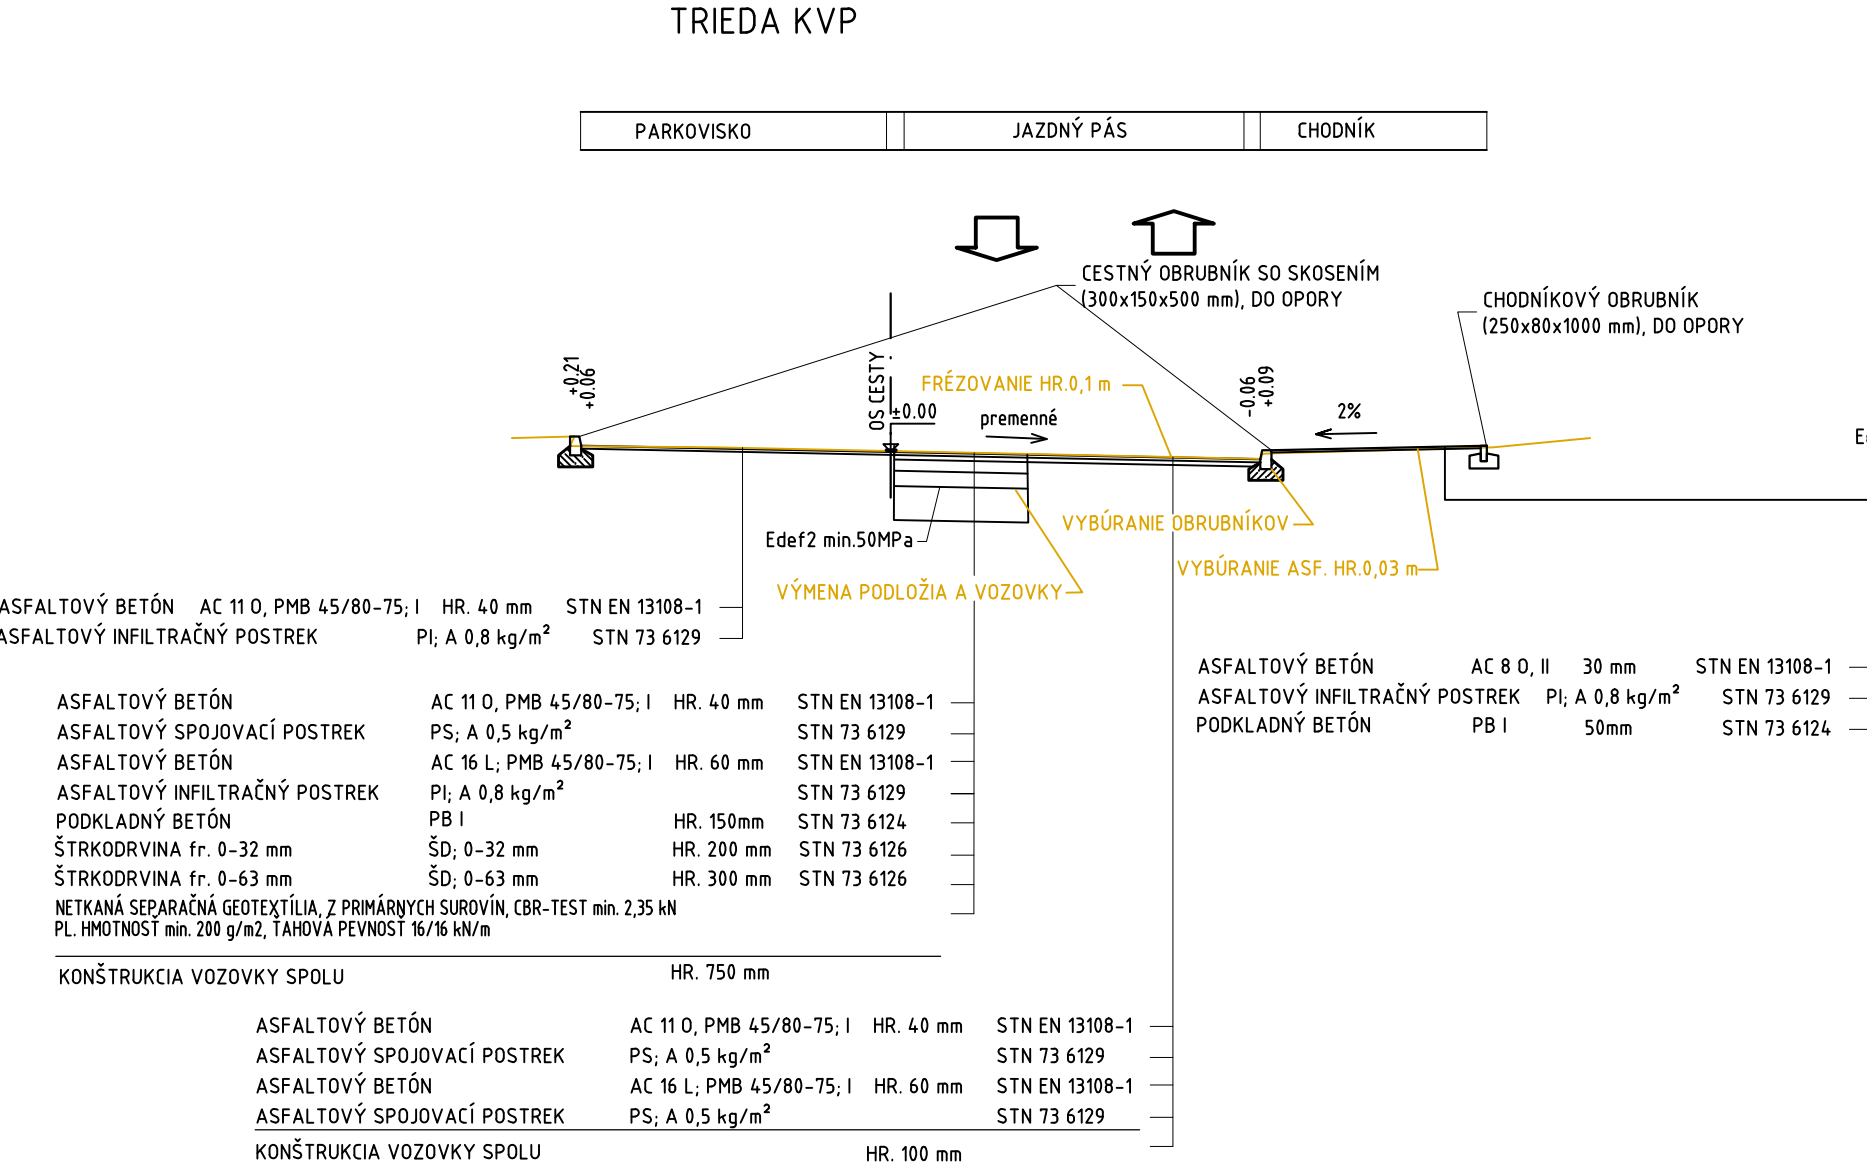 TRIEDA KVP
PARKOVISKO JAZDNÝ PÁS CHODNÍK
CESTNÝ OBRUBNÍK SO SKOSENÍM
(300x150x500 mm), DO OPORY
CHODNÍKOVÝ OBRUBNÍK
(250x80x1000 mm), DO OPORY
+0.21
+0.06
OS CESTY
±0.00
FRÉZOVANIE HR.0,1 m
premenné
-0.06
+0.09
2%
VYBÚRANIE OBRUBNÍKOV
Edef2 min.50MPa
VYBÚRANIE ASF. HR.0,03 m
VÝMENA PODLOŽIA A VOZOVKY
ASFALTOVÝ BETÓN AC 11 O, PMB 45/80-75; I HR. 40 mm STN EN 13108-1
ASFALTOVÝ INFILTRAČNÝ POSTREK PI; A 0,8 kg/m² STN 73 6129
ASFALTOVÝ BETÓN AC 8 O, II 30 mm STN EN 13108-1
ASFALTOVÝ INFILTRAČNÝ POSTREK PI; A 0,8 kg/m² STN 73 6129
PODKLADNÝ BETÓN PB I 50mm STN 73 6124
ASFALTOVÝ BETÓN AC 11 O, PMB 45/80-75; I HR. 40 mm STN EN 13108-1
ASFALTOVÝ SPOJOVACÍ POSTREK PS; A 0,5 kg/m² STN 73 6129
ASFALTOVÝ BETÓN AC 16 L; PMB 45/80-75; I HR. 60 mm STN EN 13108-1
ASFALTOVÝ INFILTRAČNÝ POSTREK PI; A 0,8 kg/m² STN 73 6129
PODKLADNÝ BETÓN PB I HR. 150mm STN 73 6124
ŠTRKODRVINA fr. 0-32 mm ŠD; 0-32 mm HR. 200 mm STN 73 6126
ŠTRKODRVINA fr. 0-63 mm ŠD; 0-63 mm HR. 300 mm STN 73 6126
NETKANÁ SEPARAČNÁ GEOTEXTÍLIA, Z PRIMÁRNYCH SUROVÍN, CBR-TEST min. 2,35 kN
PL. HMOTNOSŤ min. 200 g/m2, ŤAHOVÁ PEVNOSŤ 16/16 kN/m
KONŠTRUKCIA VOZOVKY SPOLU HR. 750 mm
ASFALTOVÝ BETÓN AC 11 O, PMB 45/80-75; I HR. 40 mm STN EN 13108-1
ASFALTOVÝ SPOJOVACÍ POSTREK PS; A 0,5 kg/m² STN 73 6129
ASFALTOVÝ BETÓN AC 16 L; PMB 45/80-75; I HR. 60 mm STN EN 13108-1
ASFALTOVÝ SPOJOVACÍ POSTREK PS; A 0,5 kg/m² STN 73 6129
KONŠTRUKCIA VOZOVKY SPOLU HR. 100 mm